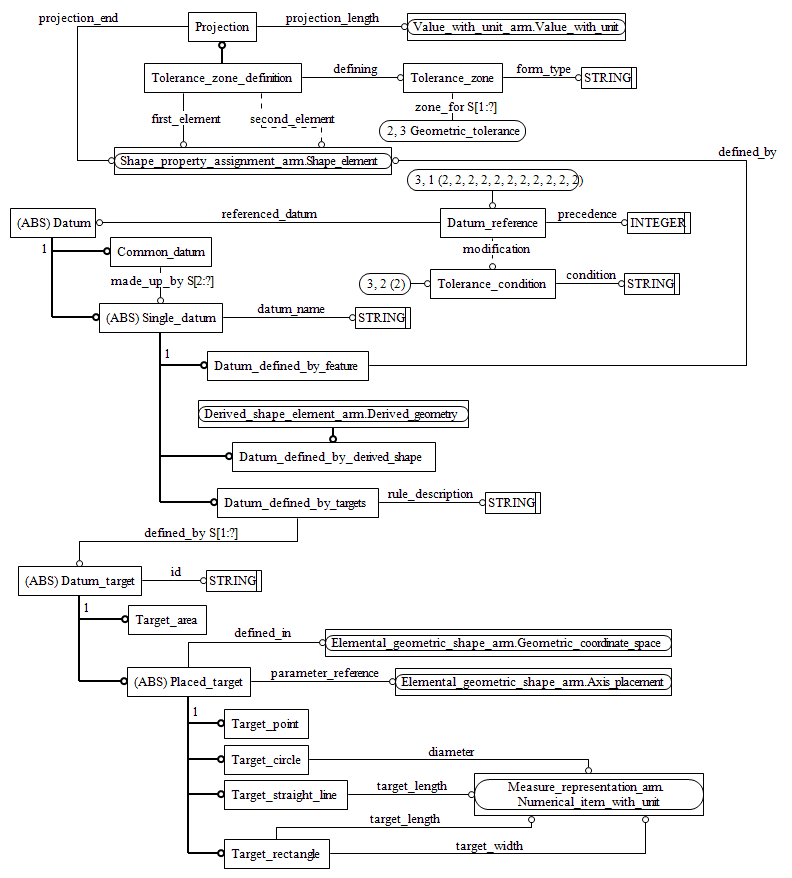 projection_end
Projection
projection_length
Value_with_unit_arm.Value_with_unit
Tolerance_zone_definition
defining
Tolerance_zone
form_type
STRING
first_element
second_element
zone_for S[1:?]
2, 3 Geometric_tolerance
Shape_property_assignment_arm.Shape_element
defined_by
3, 1 (2, 2, 2, 2, 2, 2, 2, 2, 2, 2, 2)
(ABS) Datum
referenced_datum
Datum_reference
precedence
INTEGER
1
Common_datum
modification
made_up_by S[2:?]
3, 2 (2)
Tolerance_condition
condition
STRING
(ABS) Single_datum
datum_name
STRING
1
Datum_defined_by_feature
Derived_shape_element_arm.Derived_geometry
Datum_defined_by_derived_shape
Datum_defined_by_targets
rule_description
STRING
defined_by S[1:?]
(ABS) Datum_target
id
STRING
1
Target_area
defined_in
Elemental_geometric_shape_arm.Geometric_coordinate_space
(ABS) Placed_target
parameter_reference
Elemental_geometric_shape_arm.Axis_placement
1
Target_point
Target_circle
diameter
Target_straight_line
target_length
Measure_representation_arm.
Numerical_item_with_unit
target_length
Target_rectangle
target_width